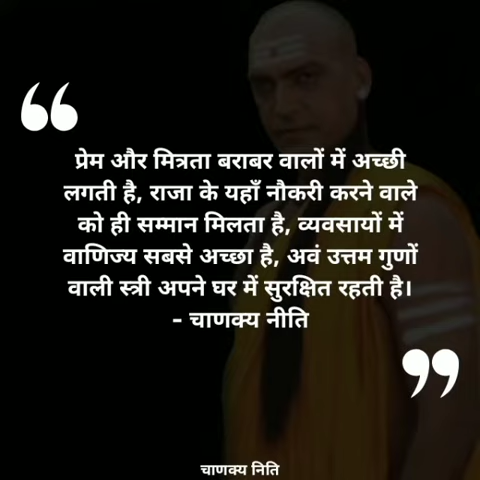 “
प्रेम और मित्रता बराबर वालों में अच्छी
लगती है, राजा के यहाँ नौकरी करने वाले
को ही सम्मान मिलता है, व्यवसायों में
वाणिज्य सबसे अच्छा है, अवं उत्तम गुणों
वाली स्त्री अपने घर में सुरक्षित रहती है।
- चाणक्य नीति
”
चाणक्य निति